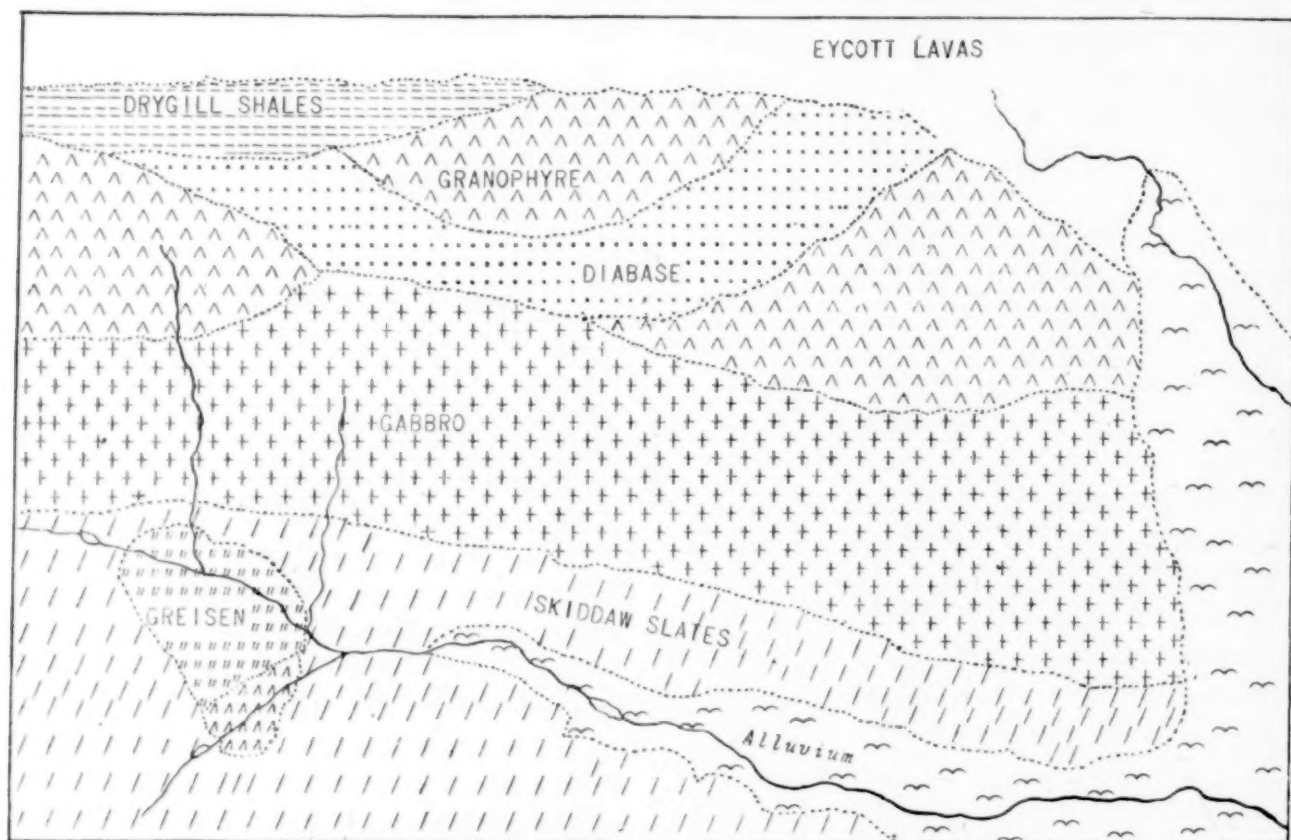 EYCOTT LAVAS
DRYGILL SHALES
GRANOPHYRE
DIABASE
GABBRO
GREISEN
SKIDDAW SLATES
Alluvium